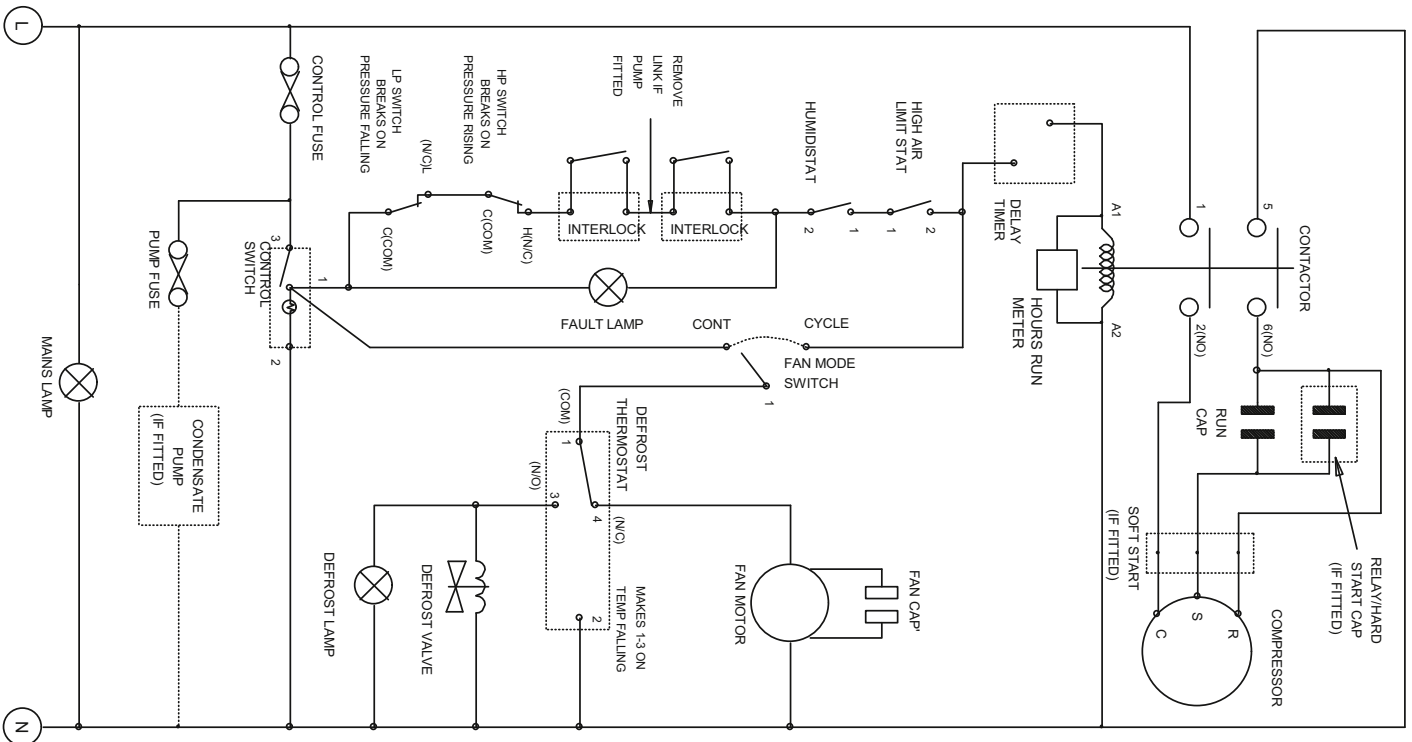 L
CONTROL FUSE
LP SWITCH
BREAKS ON
PRESSURE FALLING
HP SWITCH
BREAKS ON
PRESSURE RISING
REMOVE
LINK IF
PUMP
FITTED
HUMIDISTAT
HIGH AIR
LIMIT STAT
DELAY
TIMER
A1
1
5
CONTACTOR
(N/C)L
C(COM)
C(COM)
H(N/C)
INTERLOCK
INTERLOCK
2
1
1
2
3
CONTROL
SWITCH
1
2
PUMP FUSE
FAULT LAMP
CONT
CYCLE
FAN MODE
SWITCH
1
HOURS RUN
METER
A2
2(NO)
6(NO)
RUN
CAP
MAINS LAMP
CONDENSATE
PUMP
(IF FITTED)
DEFROST
THERMOSTAT
(COM)
1
(N/O)
3
4
(N/C)
2
MAKES 1-3 ON
TEMP FALLING
DEFROST LAMP
DEFROST VALVE
FAN MOTOR
FAN CAP'
SOFT START
(IF FITTED)
RELAY/HARD
START CAP
(IF FITTED)
COMPRESSOR
C
S
R
N